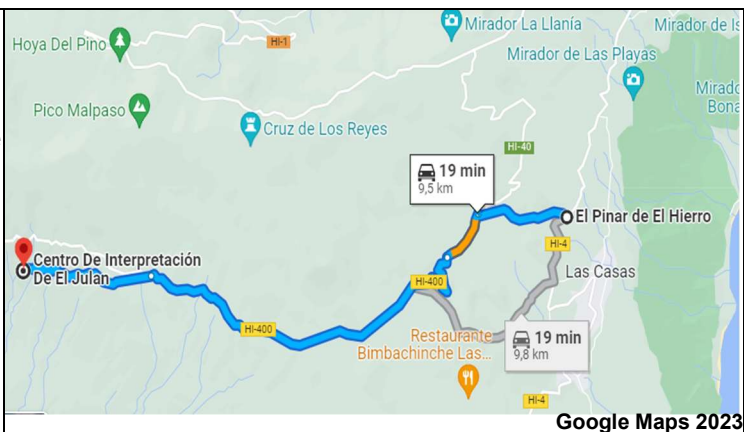 Mirador La Llanía
Mirador de Is
Hoya Del Pino
HI-1
Mirador de Las Playas
Mirado
Bona
Pico Malpaso
Cruz de Los Reyes
HI-40
19 min
9,5 km
El Pinar de El Hierro
HI-4
Centro De Interpretación
De El Julan
Las Casas
HI-400
HI-400
Restaurante
Bimbachinche Las...
19 min
9,8 km
HI-4
Google Maps 2023